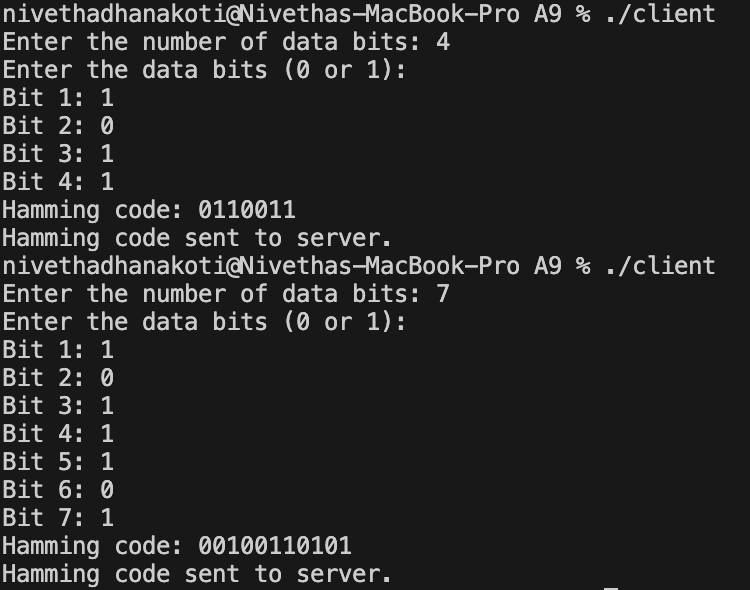 nivethadhanakoti@Nivethas-MacBook-Pro A9 % ./client
Enter the number of data bits: 4
Enter the data bits (0 or 1):
Bit 1: 1
Bit 2: 0
Bit 3: 1
Bit 4: 1
Hamming code: 0110011
Hamming code sent to server.
nivethadhanakoti@Nivethas-MacBook-Pro A9 % ./client
Enter the number of data bits: 7
Enter the data bits (0 or 1):
Bit 1: 1
Bit 2: 0
Bit 3: 1
Bit 4: 1
Bit 5: 1
Bit 6: 0
Bit 7: 1
Hamming code: 00100110101
Hamming code sent to server.